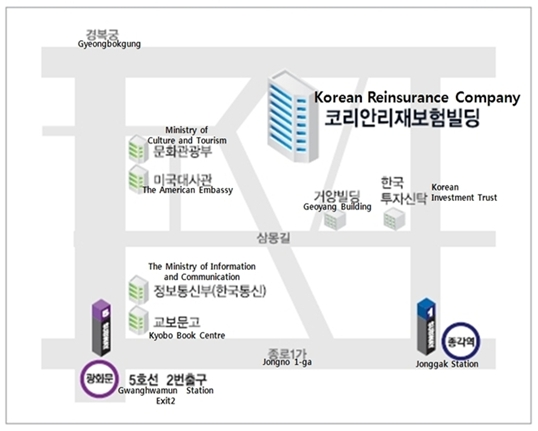 경복궁
Gyeongbokgung
Korean Reinsurance Company
코리안리재보험빌딩
Ministry of
Culture and Tourism
문화관광부
미국대사관
The American Embassy
거양빌딩
Geoyang Building
한국
투자신탁
Korean
Investment Trust
삼봉길
The Ministry of Information
and Communication
정보통신부(한국통신)
교보문고
Kyobo Book Centre
종로1가
Jongno 1-ga
5
1
종각역
Jonggak Station
광화문
5호선 2번출구
Gwanghwamun Station
Exit2